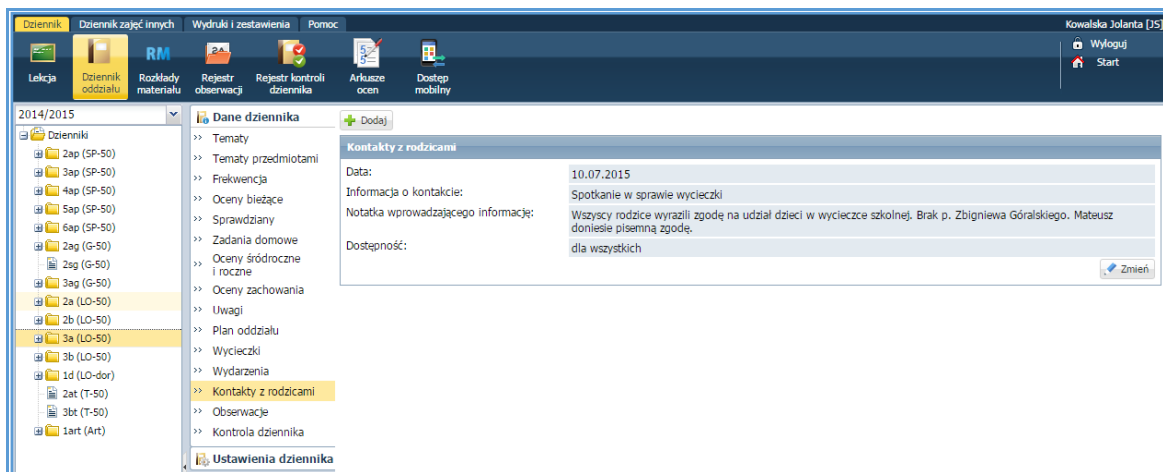 Dziennik Dziennik zajęć innych Wydruki i zestawienia Pomoc Kowalska Jolanta [JS]
Lekcja
Dziennik
oddziału
RM
Rozkłady
materiału
Rejestr
obserwacji
Rejestr kontroli
dziennika
Arkusze
ocen
Dostęp
mobilny
Wyloguj
Start
2014/2015
Dzienniki
2ap (SP-50)
3ap (SP-50)
4ap (SP-50)
5ap (SP-50)
6ap (SP-50)
2ag (G-50)
2sg (G-50)
3ag (G-50)
2a (LO-50)
2b (LO-50)
3a (LO-50)
3b (LO-50)
1d (LO-dor)
2at (T-50)
3bt (T-50)
1art (Art)
Dane dziennika
Tematy
Tematy przedmiotami
Frekwencja
Oceny bieżące
Sprawdziany
Zadania domowe
Oceny śródroczne
i roczne
Oceny zachowania
Uwagi
Plan oddziału
Wycieczki
Wydarzenia
Kontakty z rodzicami
Obserwacje
Kontrola dziennika
Ustawienia dziennika
Dodaj
Kontakty z rodzicami
Data: 10.07.2015
Informacja o kontakcie: Spotkanie w sprawie wycieczki
Notatka wprowadzającego informację: Wszyscy rodzice wyrazili zgodę na udział dzieci w wycieczce szkolnej. Brak p. Zbigniewa Góralskiego. Mateusz
doniesie pisemną zgodę.
Dostępność: dla wszystkich
Zmień